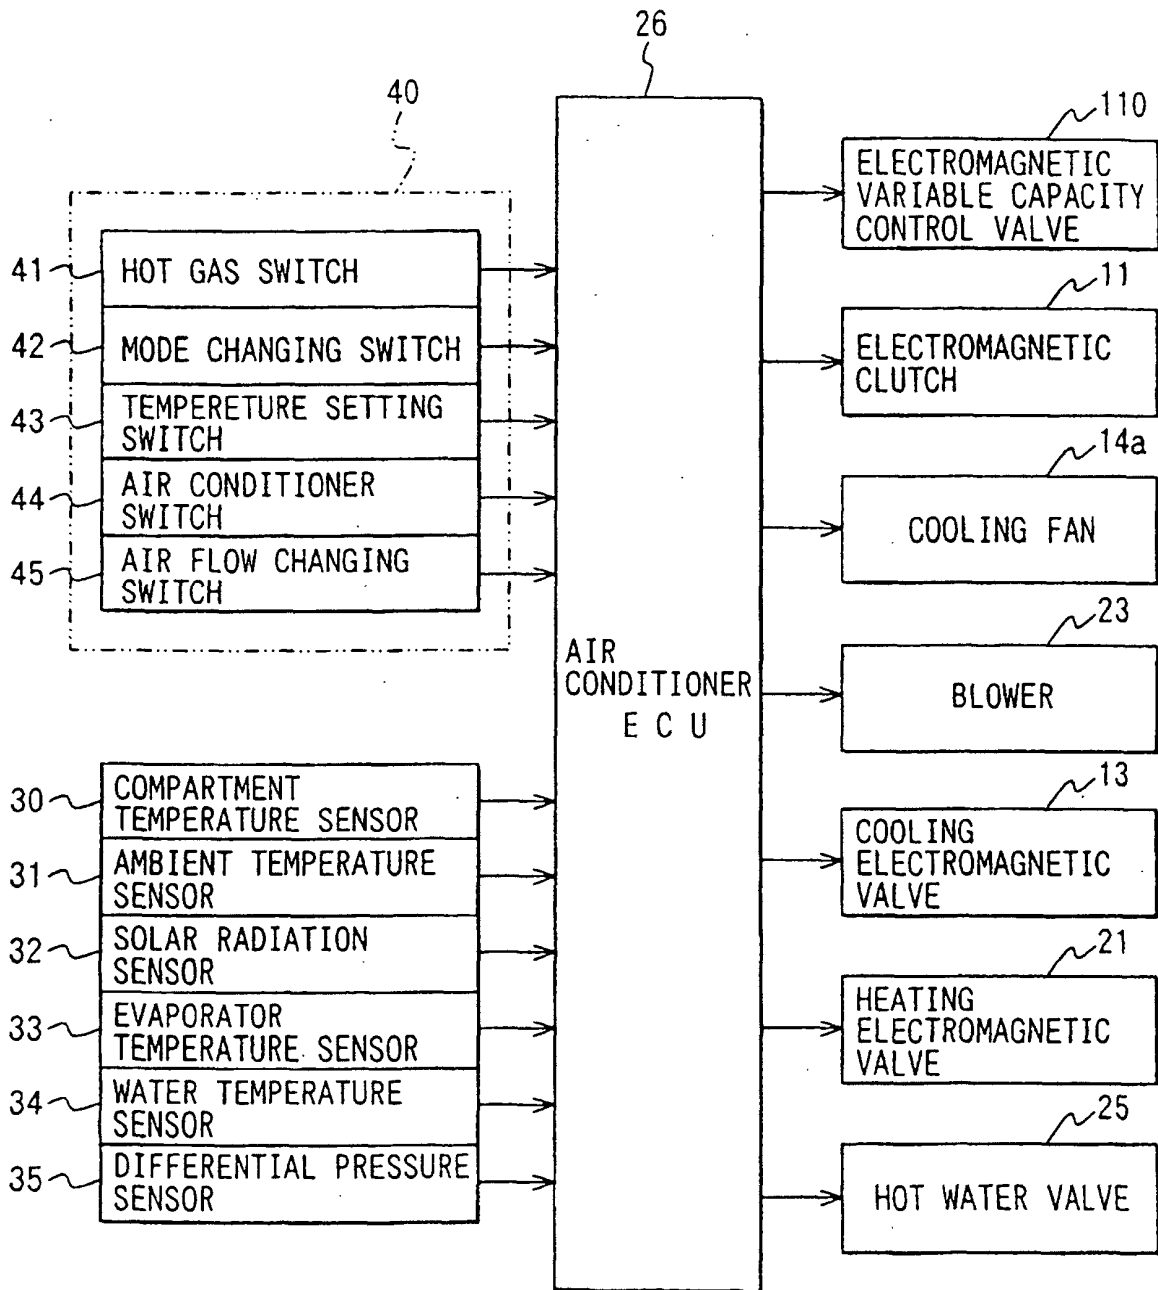 26
40
41
HOT GAS SWITCH
42
MODE CHANGING SWITCH
43
TEMPERETURE SETTING
SWITCH
44
AIR CONDITIONER
SWITCH
45
AIR FLOW CHANGING
SWITCH
30
COMPARTMENT
TEMPERATURE SENSOR
31
AMBIENT TEMPERATURE
SENSOR
32
SOLAR RADIATION
SENSOR
33
EVAPORATOR
TEMPERATURE SENSOR
34
WATER TEMPERATURE
SENSOR
35
DIFFERENTIAL PRESSURE
SENSOR
AIR
CONDITIONER
E C U
110
ELECTROMAGNETIC
VARIABLE CAPACITY
CONTROL VALVE
11
ELECTROMAGNETIC
CLUTCH
14a
COOLING FAN
23
BLOWER
13
COOLING
ELECTROMAGNETIC
VALVE
21
HEATING
ELECTROMAGNETIC
VALVE
25
HOT WATER VALVE